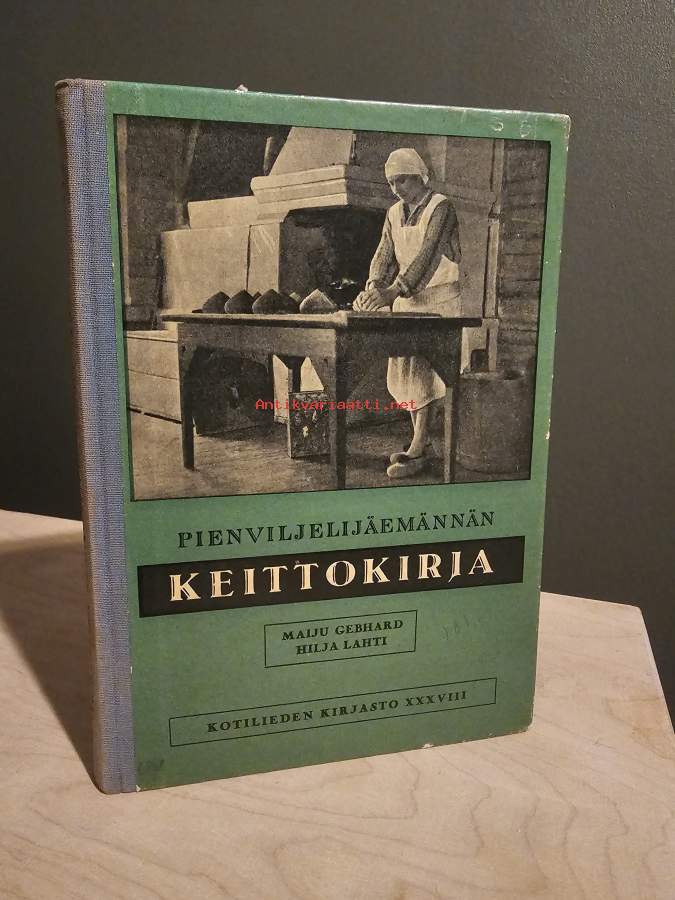 Antikvariaatti.net
PIENVILJELIJÄEMÄNNÄN
KEITTOKIRJA
MAIJU GEBHARD
HILJA LAHTI
KOTILIEDEN KIRJASTO XXXVIII